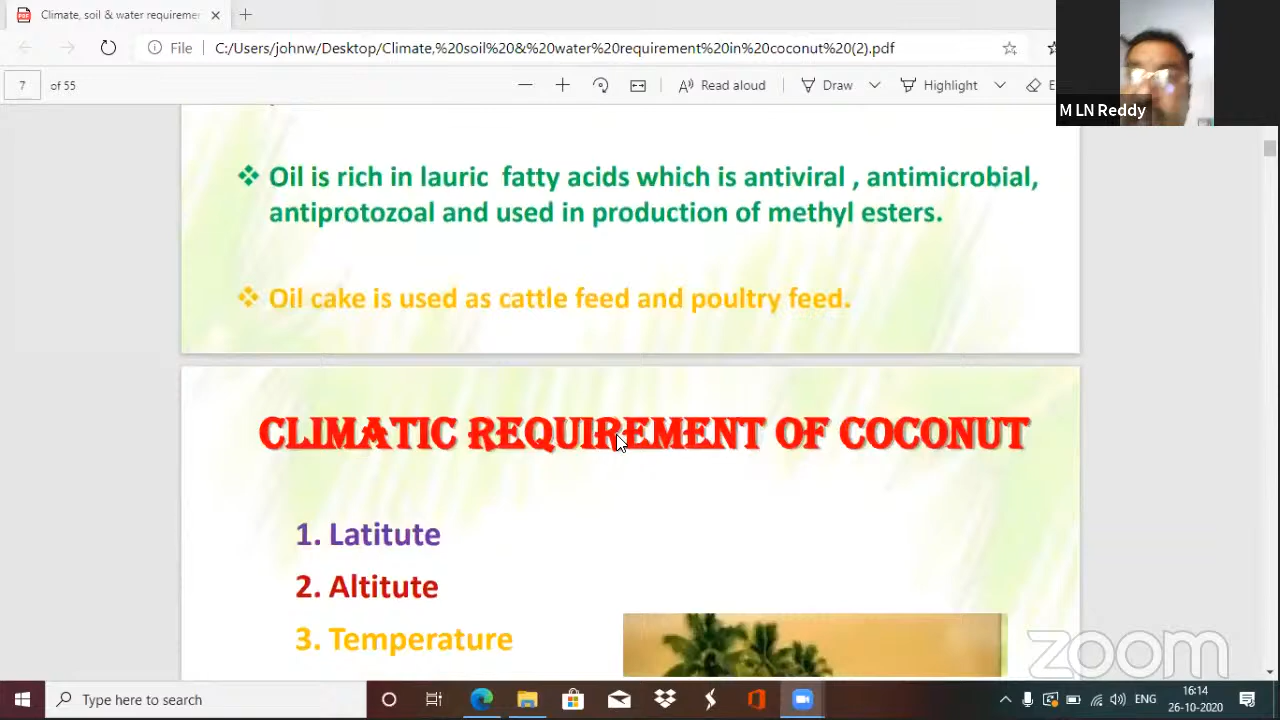 Climate, soil & water requiremen
File
C:/Users/johnw/Desktop/Climate,%20soil%20&%20water%20requirement%20in%20coconut%20(2).pdf
7 of 55
Read aloud
Draw
Highlight
M LN Reddy
❖ Oil is rich in lauric fatty acids which is antiviral , antimicrobial,
antiprotozoal and used in production of methyl esters.
❖ Oil cake is used as cattle feed and poultry feed.
CLIMATIC REQUIREMENT OF COCONUT
1. Latitute
2. Altitute
3. Temperature
zoom
Type here to search
ENG
16:14
26-10-2020